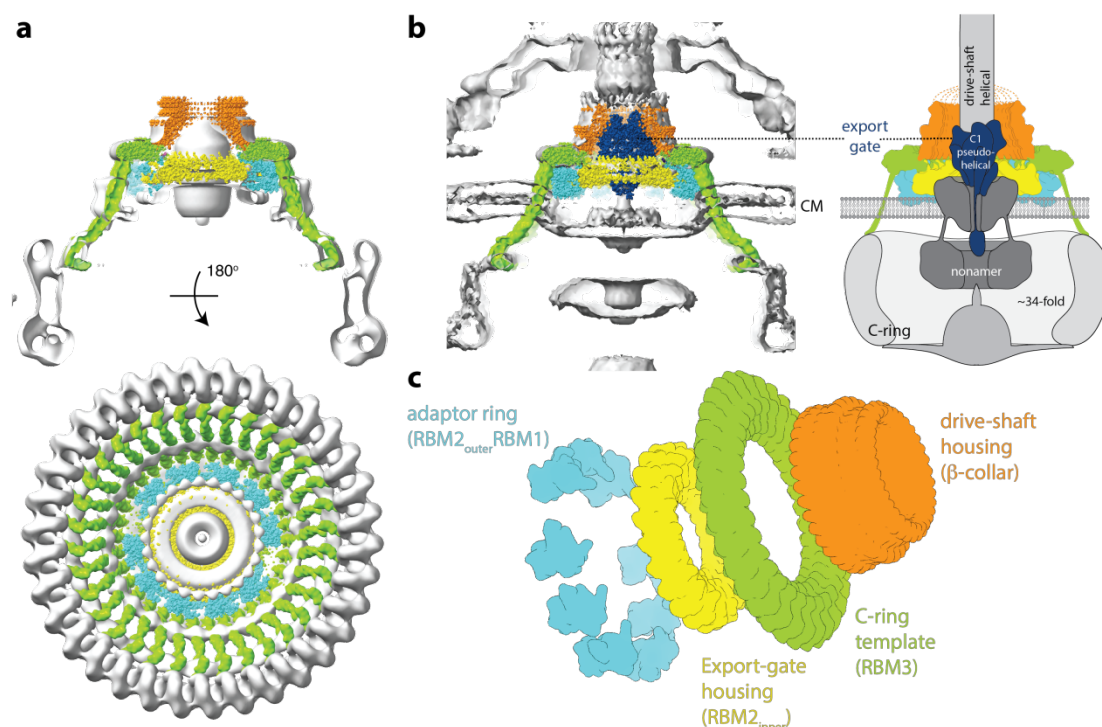 a
180°
b
export
gate
CM
drive-shaft
helical
C1
pseudo-
helical
nonamer
~34-fold
C-ring
c
adaptor ring
(RBM2outerRBM1)
Export-gate
housing
(RBM2inner)
C-ring
template
(RBM3)
drive-shaft
housing
(β-collar)